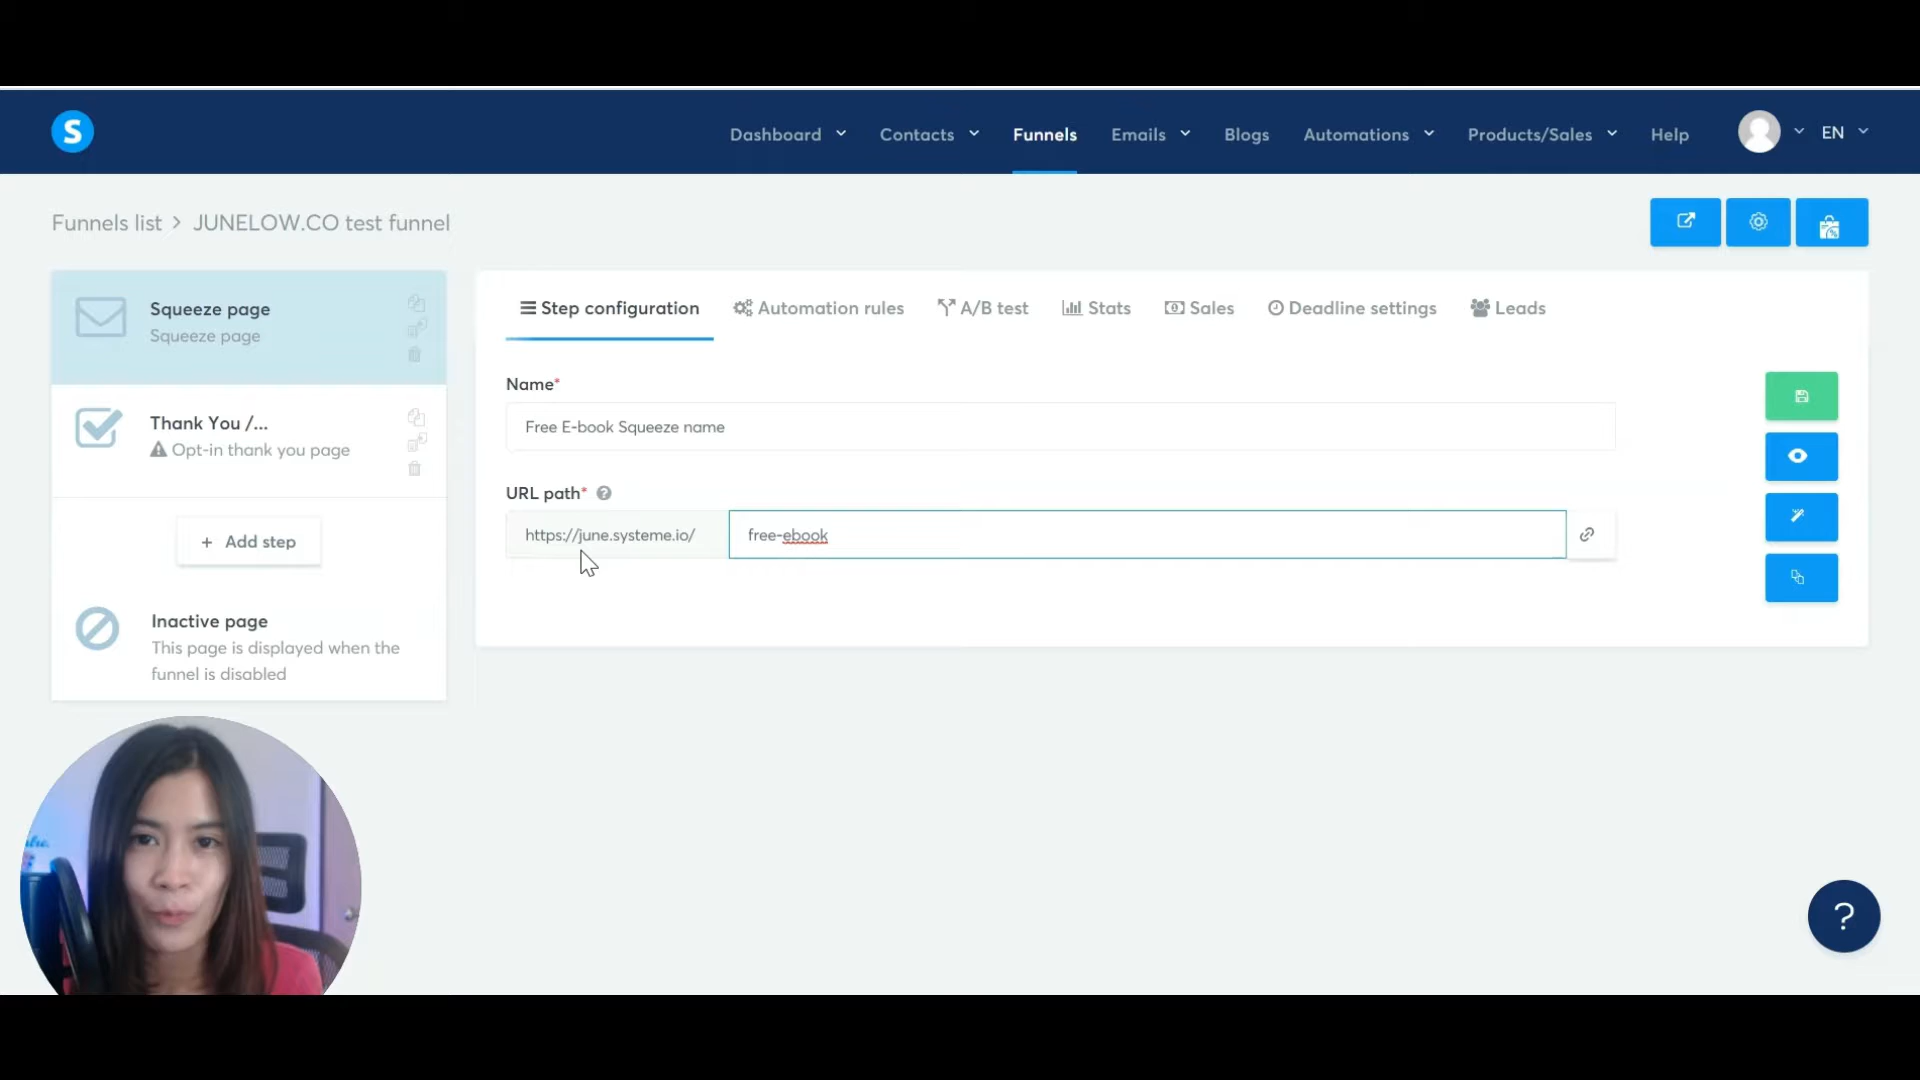 S
Dashboard Contacts Funnels Emails Blogs Automations Products/Sales Help EN
Funnels list > JUNELOW.CO test funnel
Squeeze page
Squeeze page
Thank You /...
Opt-in thank you page
+ Add step
Inactive page
This page is displayed when the
funnel is disabled
Step configuration Automation rules A/B test Stats Sales Deadline settings Leads
Name*
Free E-book Squeeze name
URL path* ?
https://june.systeme.io/ free-ebook
?